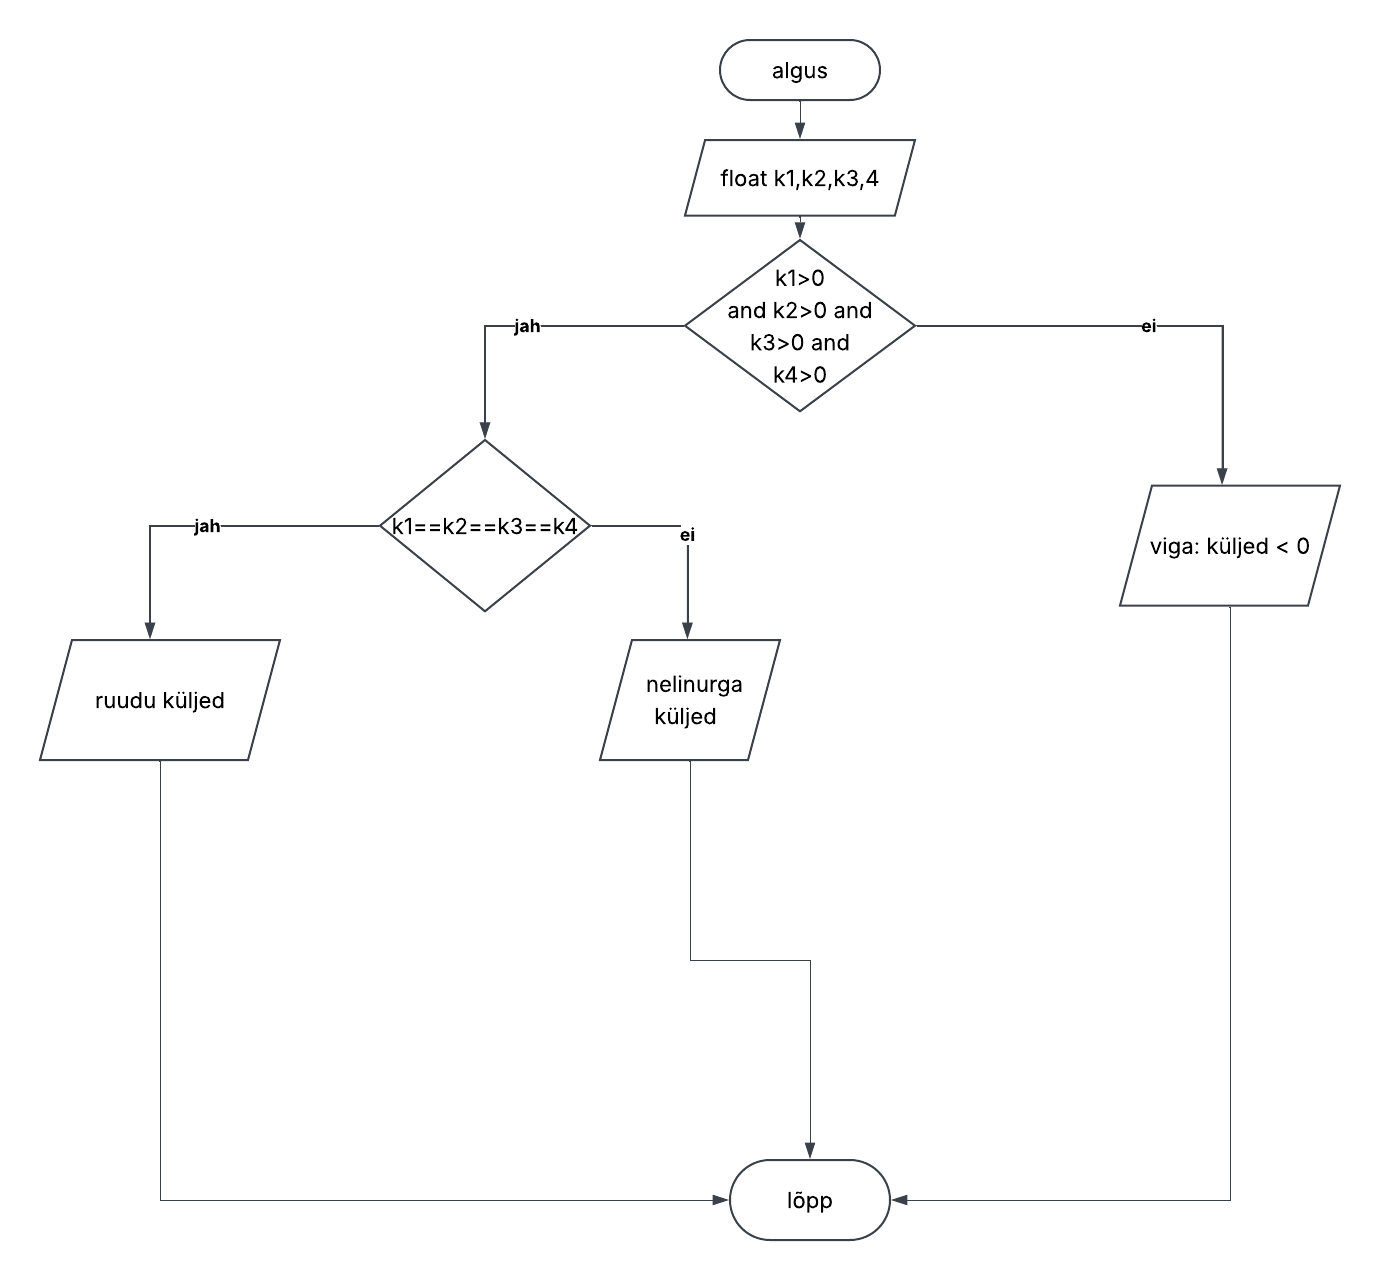 algus
float k1,k2,k3,4
k1>0
and k2>0 and
k3>0 and
k4>0
jah
ei
k1==k2==k3==k4
jah
ei
viga: küljed < 0
ruudu küljed
nelinurga
küljed
lõpp